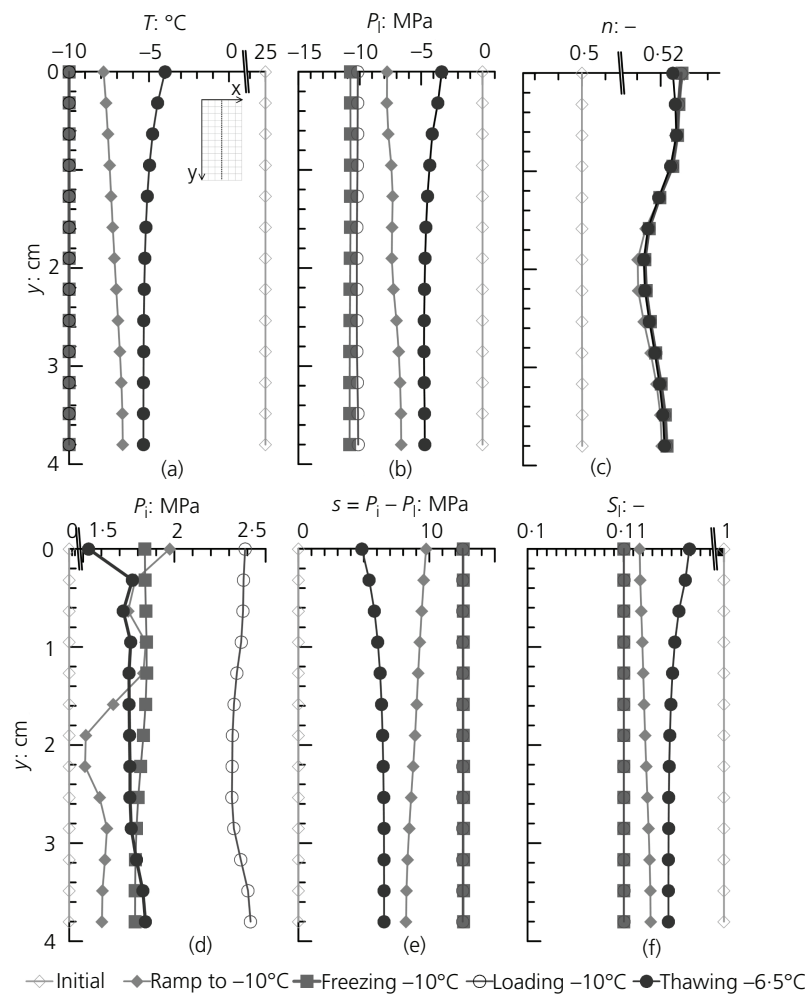 T: °C
P_l: MPa
n: –
–10 –5 0 25
–15 –10 –5 0
0·5 0·52
0
x
y
y: cm
2
3
4
(a)
(b)
(c)
P_i: MPa
s = P_i – P_l: MPa
S_l: –
0 1·5 2 2·5
0 10
0·1 0·11 1
0
1
y: cm
2
3
4
(d)
(e)
(f)
Initial Ramp to –10°C Freezing –10°C Loading –10°C Thawing –6·5°C